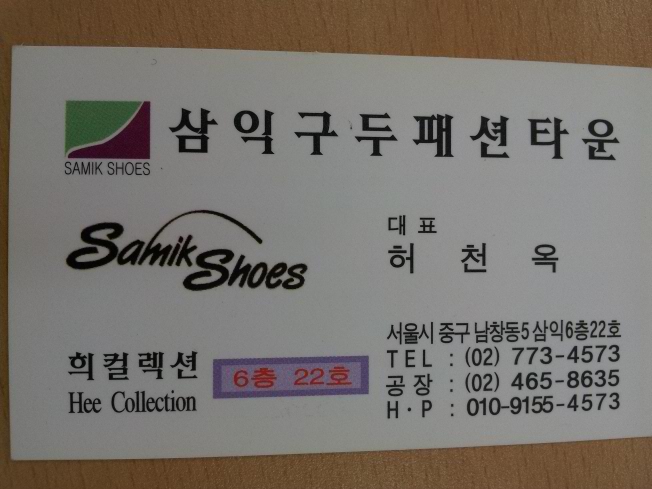 SAMIK SHOES
삼익구두패션타운
Samik Shoes
대표
허천옥
희컬렉션
Hee Collection
6층 22호
서울시 중구 남창동5 삼익6층22호
TEL : (02) 773-4573
공장 : (02) 465-8635
H·P : 010-9155-4573